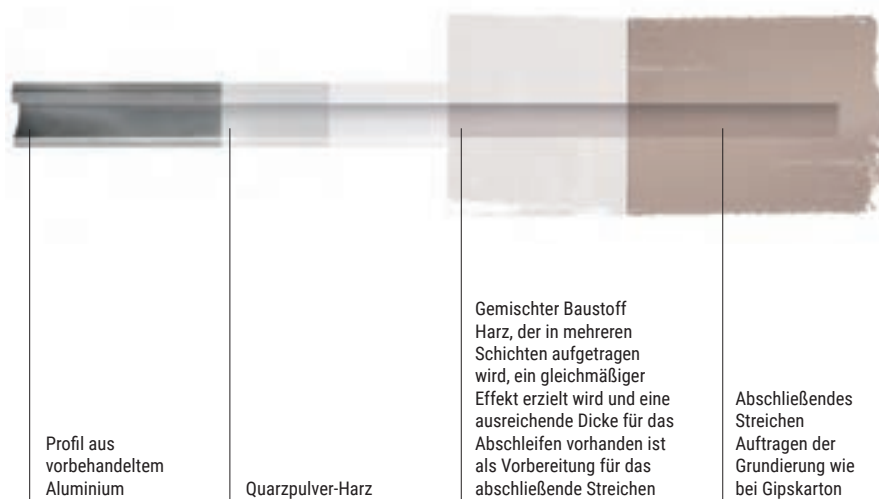 Profil aus
vorbehandeltem
Aluminium
Quarzpulver-Harz
Gemischter Baustoff
Harz, der in mehreren
Schichten aufgetragen
wird, ein gleichmäßiger
Effekt erzielt wird und eine
ausreichende Dicke für das
Abschleifen vorhanden ist
als Vorbereitung für das
abschließende Streichen
Abschließendes
Streichen
Auftragen der
Grundierung wie
bei Gipskarton